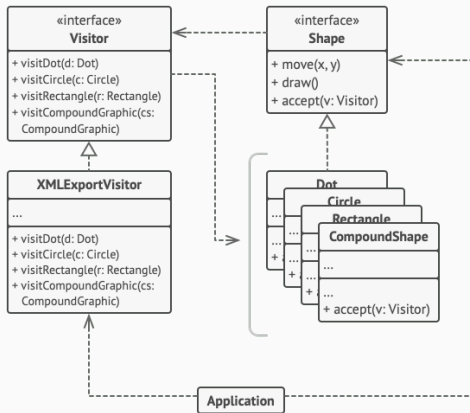 «interface»
Visitor
+ visitDot(d: Dot)
+ visitCircle(c: Circle)
+ visitRectangle(r: Rectangle)
+ visitCompoundGraphic(cs:
CompoundGraphic)
«interface»
Shape
+ move(x, y)
+ draw()
+ accept(v: Visitor)
XMLExportVisitor
...
+ visitDot(d: Dot)
+ visitCircle(c: Circle)
+ visitRectangle(r: Rectangle)
+ visitCompoundGraphic(cs:
CompoundGraphic)
Dot
...
...
+
Circle
...
...
+
Rectangle
...
...
+
CompoundShape
...
...
+ accept(v: Visitor)
Application